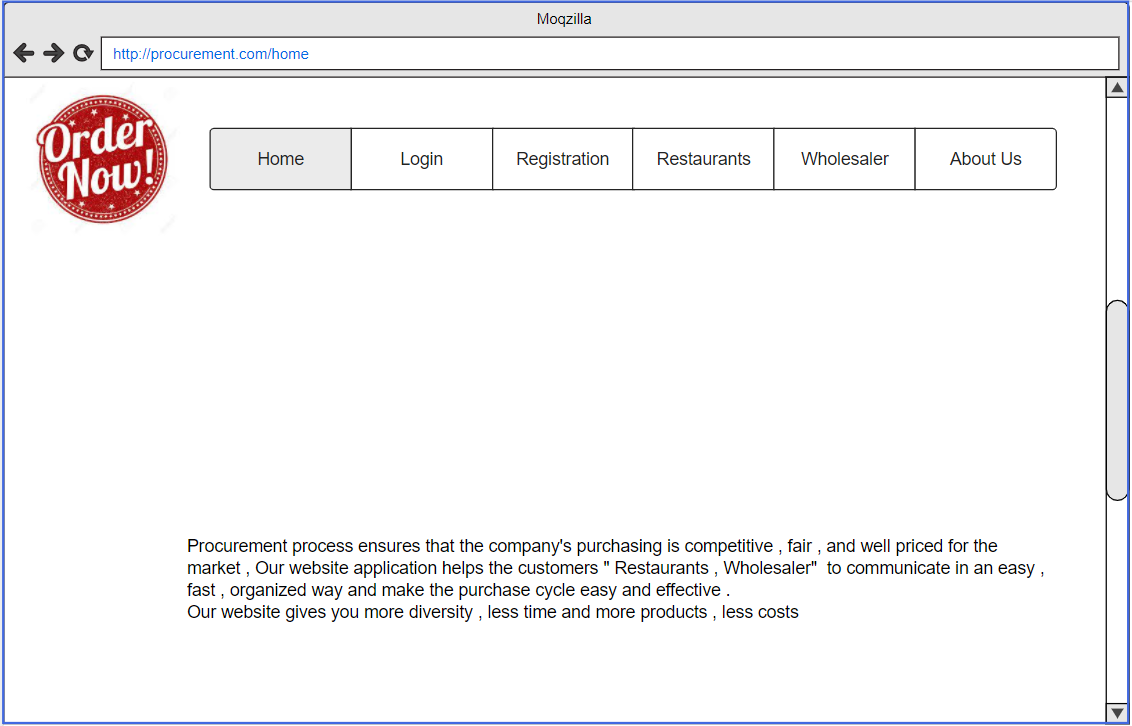 Moqzilla
http://procurement.com/home
Order
Now!
Home
Login
Registration
Restaurants
Wholesaler
About Us
Procurement process ensures that the company's purchasing is competitive , fair , and well priced for the
market , Our website application helps the customers " Restaurants , Wholesaler"  to communicate in an easy ,
fast , organized way and make the purchase cycle easy and effective .
Our website gives you more diversity , less time and more products , less costs